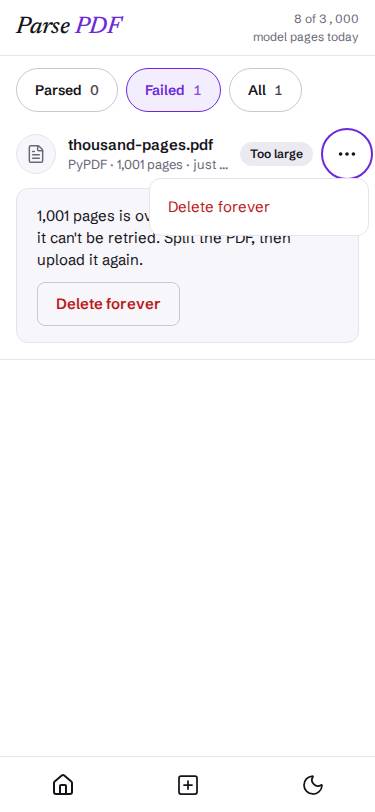 Parse PDF
8 of 3,000
model pages today
Parsed 0
Failed 1
All 1
thousand-pages.pdf
PyPDF · 1,001 pages · just ...
Too large
Delete forever
1,001 pages is ov
it can't be retried. Split the PDF, then
upload it again.
Delete forever